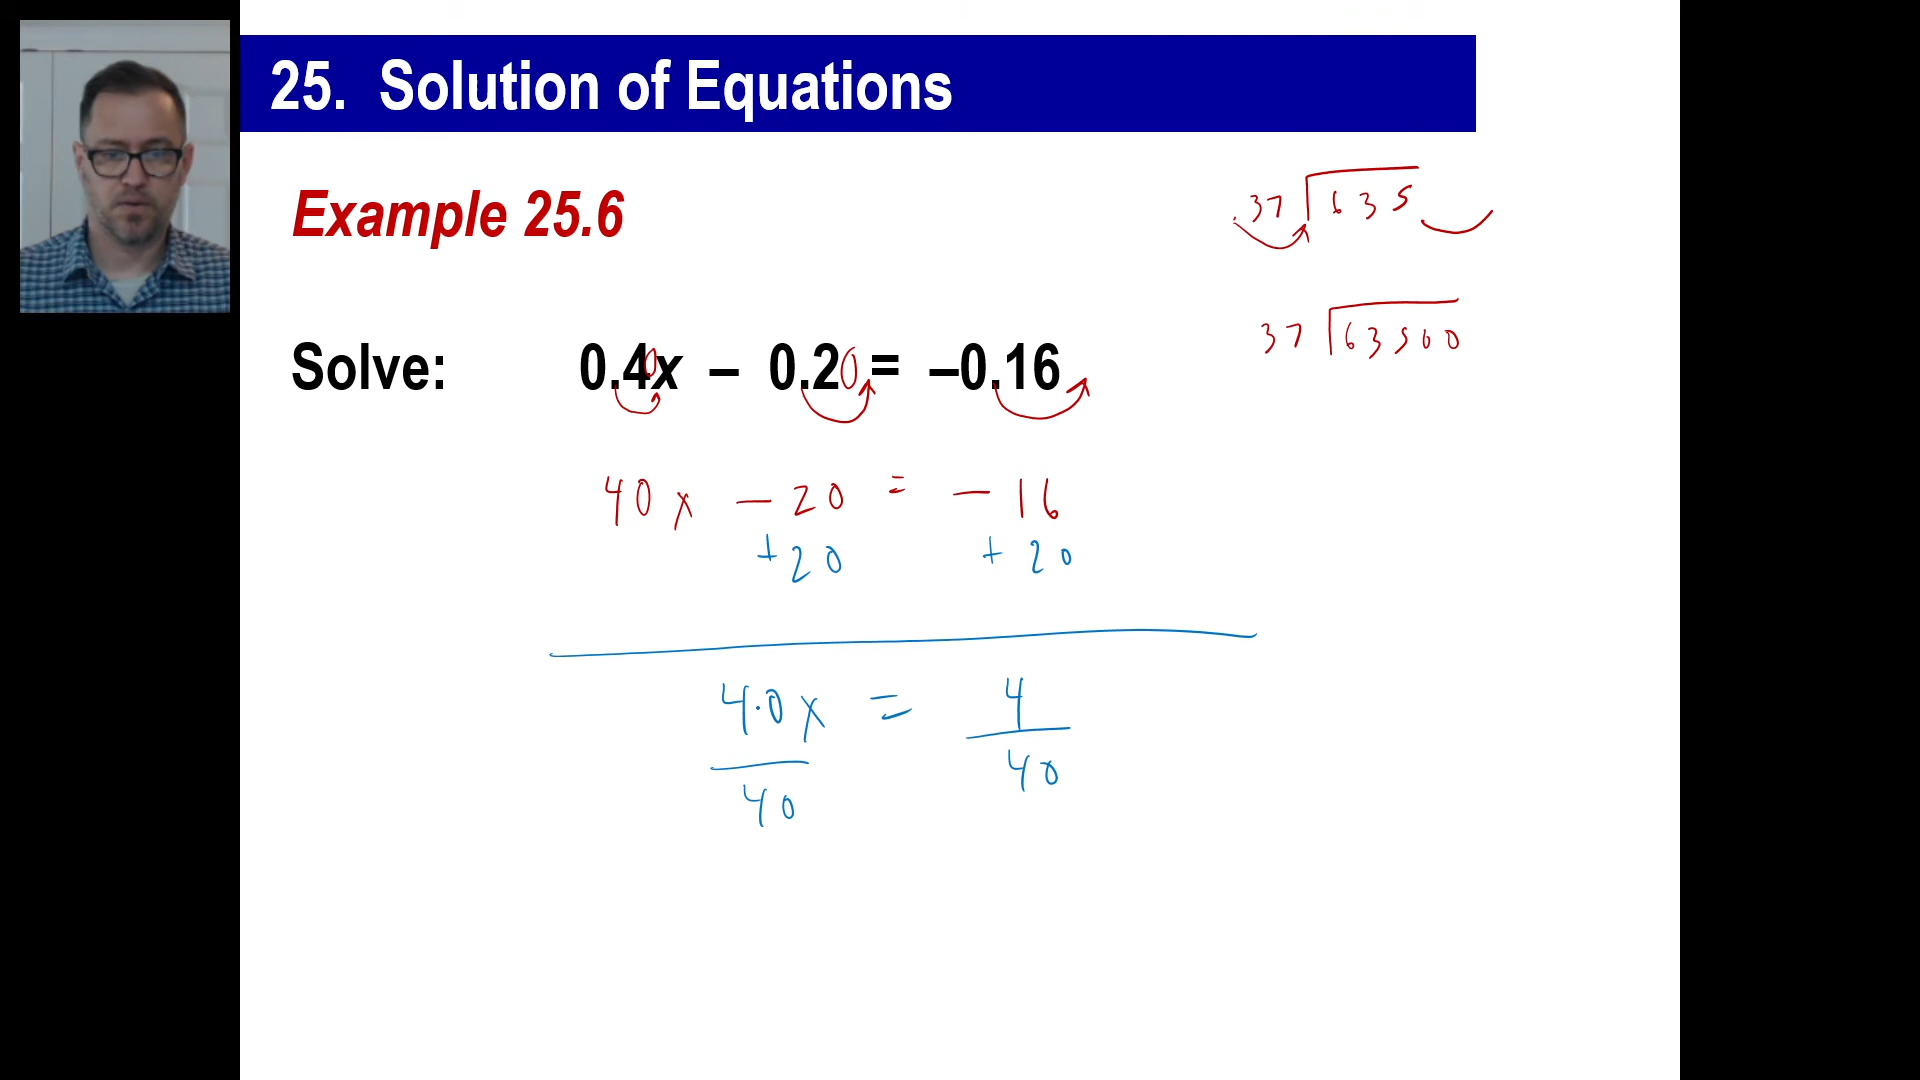 25. Solution of Equations
Example 25.6
.37 635
37 63500
Solve: 0.40x – 0.20 = –0.16
40x – 20 = – 16
+20 + 20
4·0x = 4
40 40